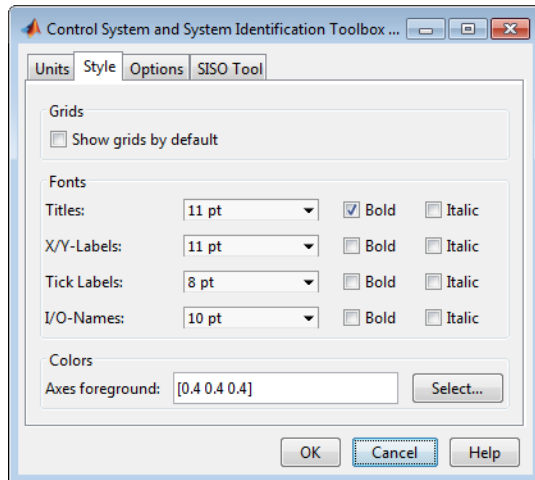 Control System and System Identification Toolbox ...
Units Style Options SISO Tool
Grids
Show grids by default
Fonts
Titles: 11 pt Bold Italic
X/Y-Labels: 11 pt Bold Italic
Tick Labels: 8 pt Bold Italic
I/O-Names: 10 pt Bold Italic
Colors
Axes foreground: [0.4 0.4 0.4] Select...
OK Cancel Help